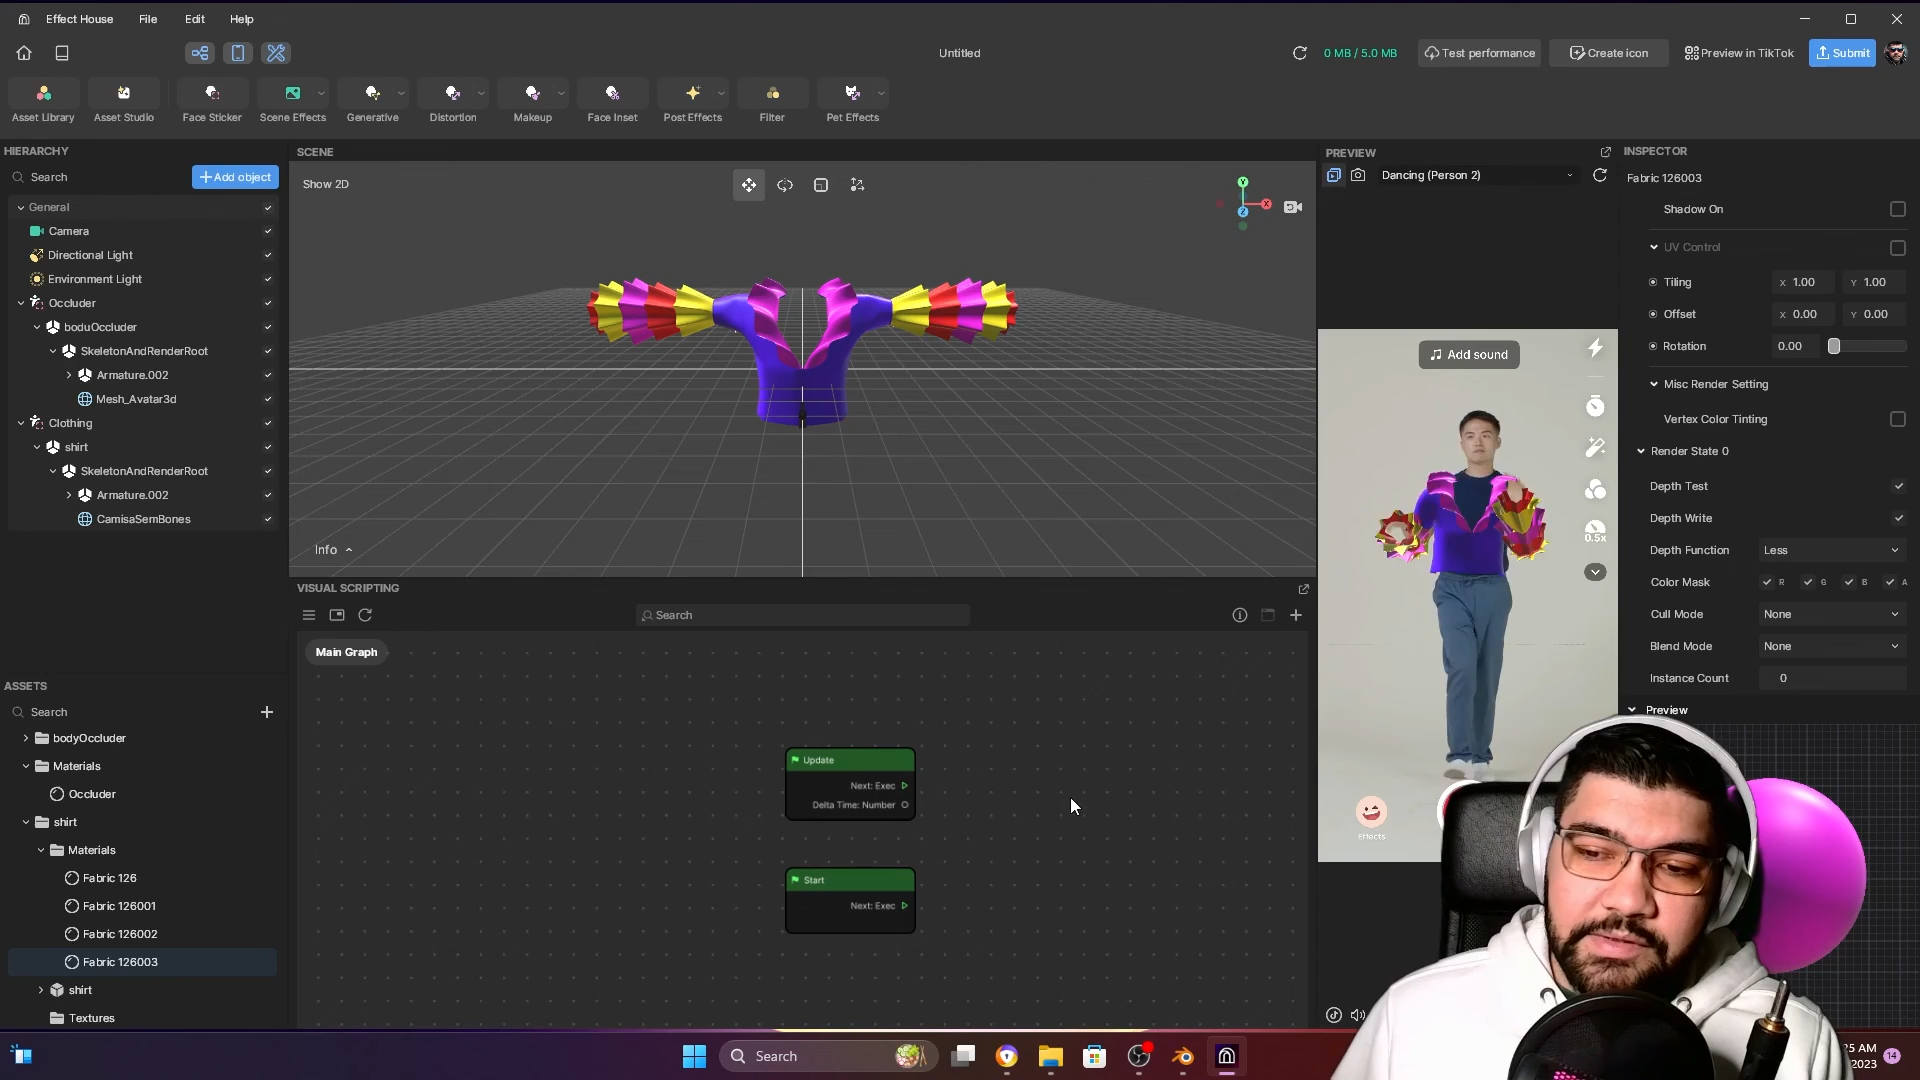 Effect House File Edit Help
Untitled
0 MB / 5.0 MB
Test performance
Create icon
Preview in TikTok
Submit
Asset Library
Asset Studio
Face Sticker
Scene Effects
Generative
Distortion
Makeup
Face Inset
Post Effects
Filter
Pet Effects
HIERARCHY
Search
Add object
General
Camera
Directional Light
Environment Light
Occluder
boduOccluder
SkeletonAndRenderRoot
Armature.002
Mesh_Avatar3d
Clothing
shirt
SkeletonAndRenderRoot
Armature.002
CamisaSemBones
ASSETS
Search
bodyOccluder
Materials
Occluder
shirt
Materials
Fabric 126
Fabric 126001
Fabric 126002
Fabric 126003
shirt
Textures
SCENE
Show 2D
Y
X
Z
Info
VISUAL SCRIPTING
Search
Main Graph
Update
Next: Exec
Delta Time: Number
Start
Next: Exec
PREVIEW
Dancing (Person 2)
Add sound
0.5x
Effects
INSPECTOR
Fabric 126003
Shadow On
UV Control
Tiling X 1.00 Y 1.00
Offset X 0.00 Y 0.00
Rotation 0.00
Misc Render Setting
Vertex Color Tinting
Render State 0
Depth Test
Depth Write
Depth Function Less
Color Mask R G B A
Cull Mode None
Blend Mode None
Instance Count 0
Preview
Search
14